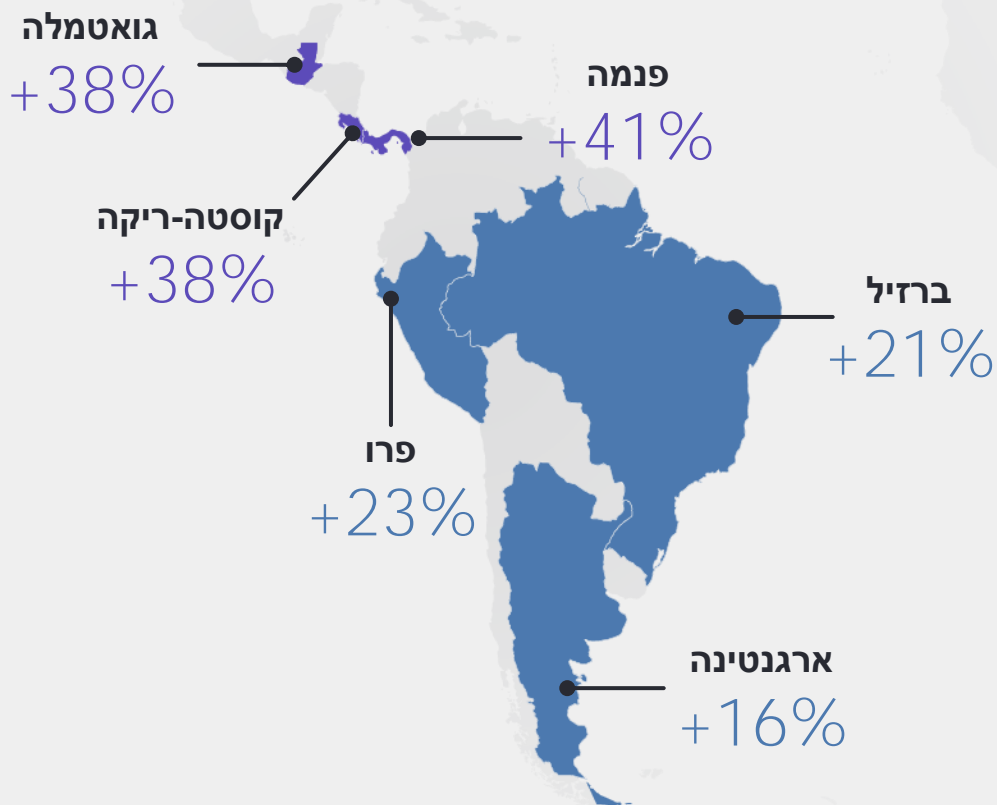 גואטמלה
+38%
פנמה
+41%
קוסטה-ריקה
+38%
ברזיל
+21%
פרו
+23%
ארגנטינה
+16%